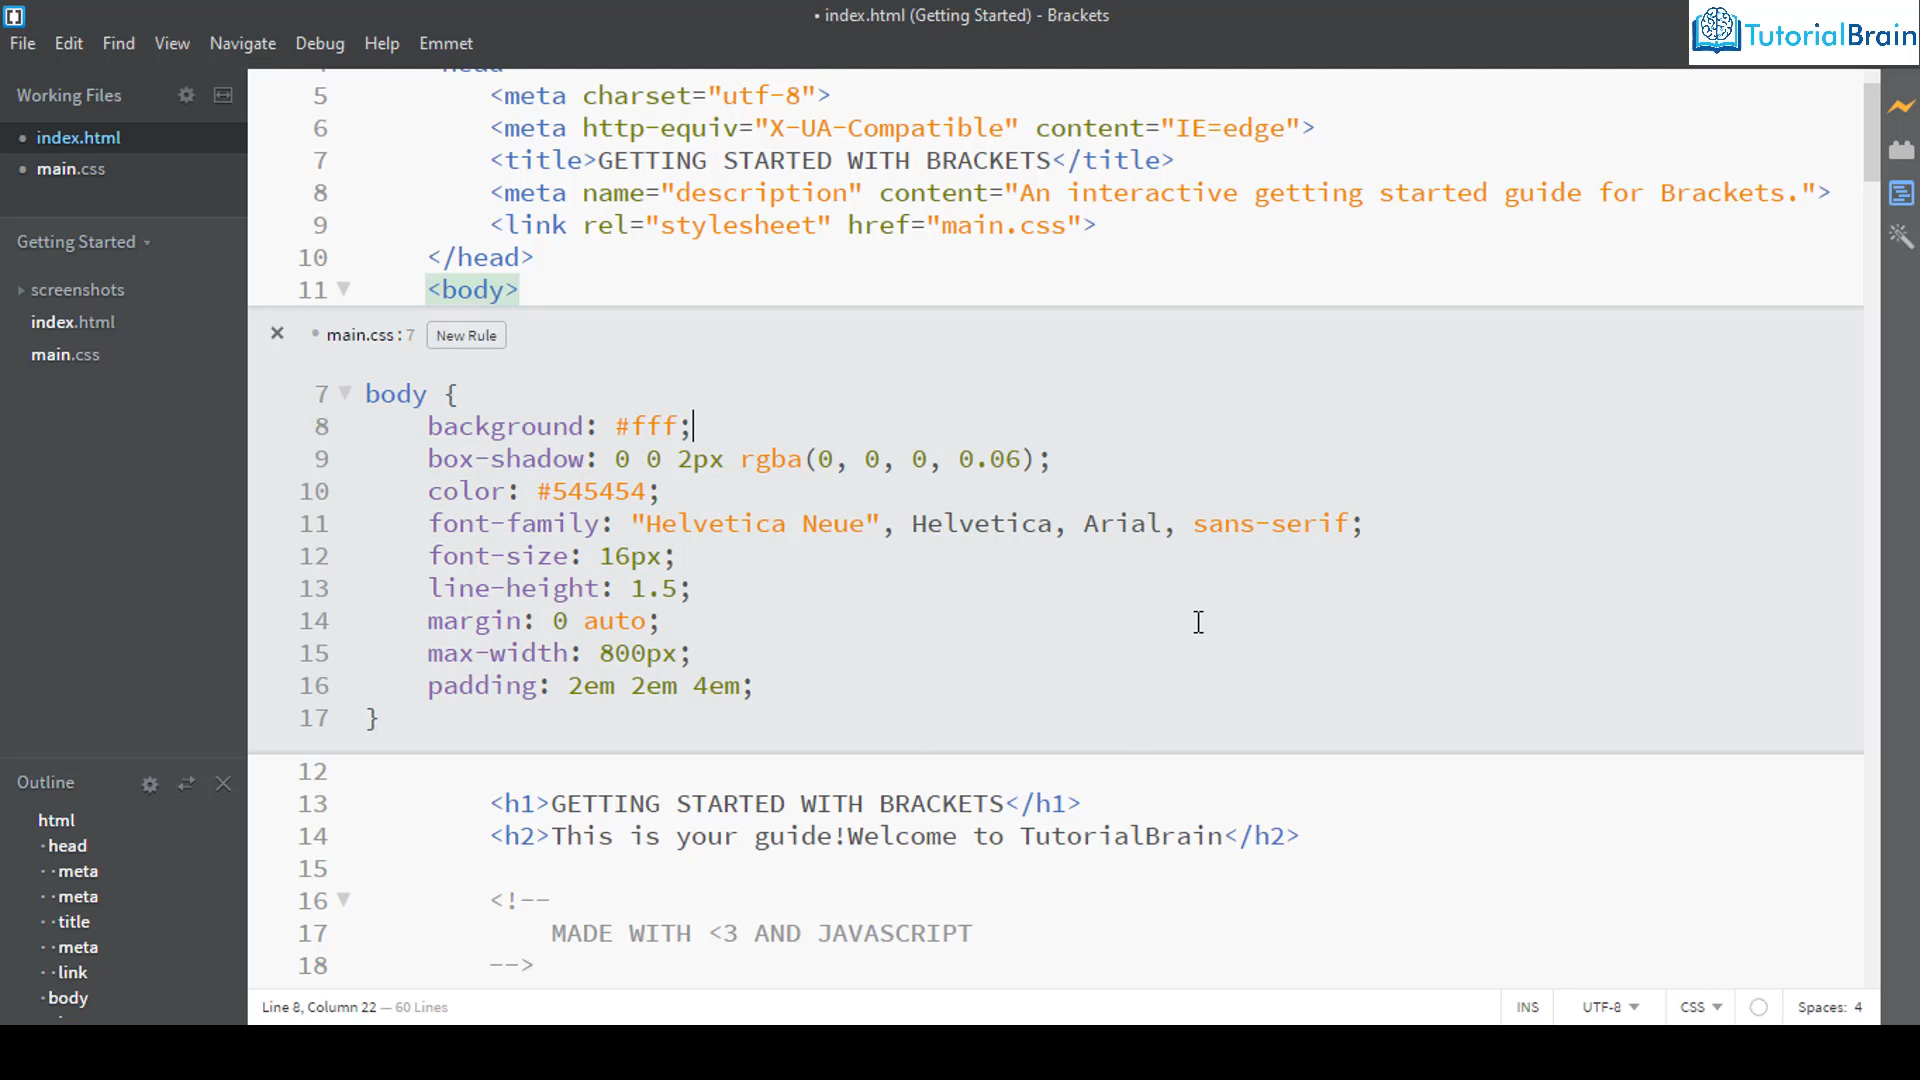 • index.html (Getting Started) - Brackets
TutorialBrain
File Edit Find View Navigate Debug Help Emmet
Working Files
• index.html
• main.css
Getting Started
screenshots
index.html
main.css
Outline
html
·head
··meta
··meta
··title
··meta
··link
·body
5 <meta charset="utf-8">
6 <meta http-equiv="X-UA-Compatible" content="IE=edge">
7 <title>GETTING STARTED WITH BRACKETS</title>
8 <meta name="description" content="An interactive getting started guide for Brackets.">
9 <link rel="stylesheet" href="main.css">
10 </head>
11 <body>
• main.css : 7 New Rule
7 body {
8 background: #fff;
9 box-shadow: 0 0 2px rgba(0, 0, 0, 0.06);
10 color: #545454;
11 font-family: "Helvetica Neue", Helvetica, Arial, sans-serif;
12 font-size: 16px;
13 line-height: 1.5;
14 margin: 0 auto;
15 max-width: 800px;
16 padding: 2em 2em 4em;
17 }
12
13 <h1>GETTING STARTED WITH BRACKETS</h1>
14 <h2>This is your guide!Welcome to TutorialBrain</h2>
15
16 <!--
17 MADE WITH <3 AND JAVASCRIPT
18 -->
Line 8, Column 22 — 60 Lines
INS UTF-8 CSS Spaces: 4